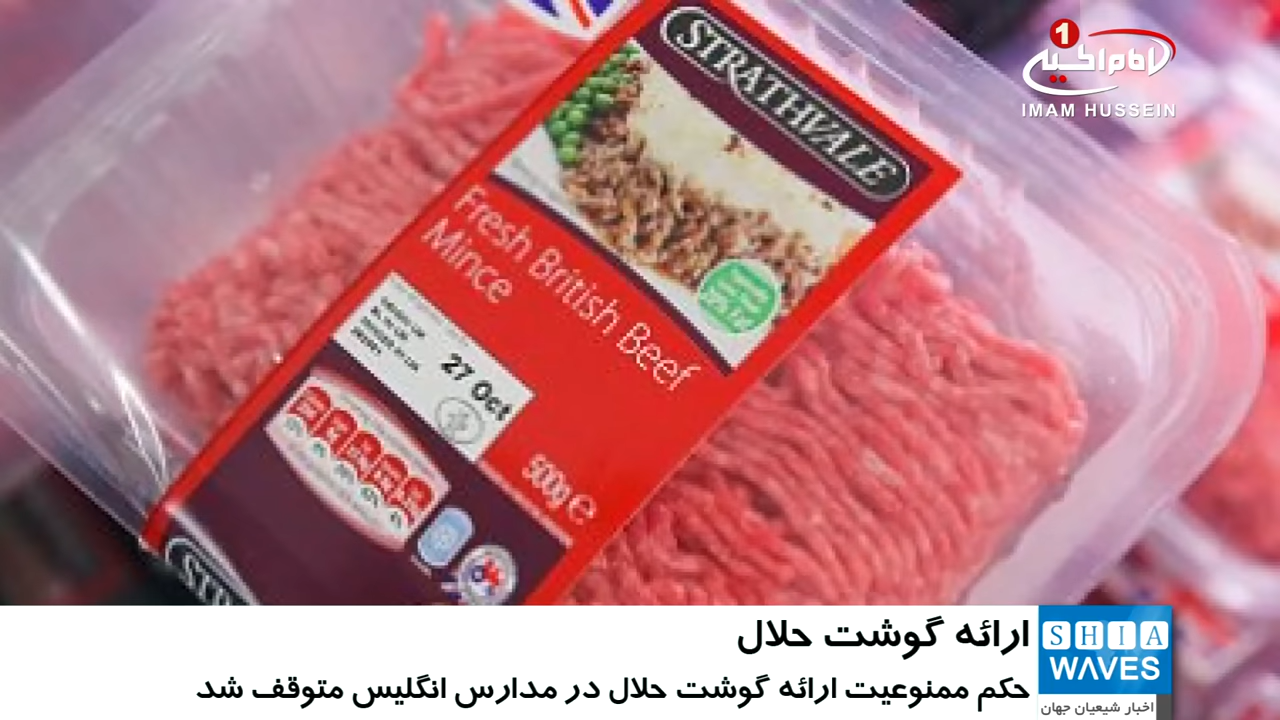 امام حسین
1
IMAM HUSSEIN
STRATHVALE
Fresh British Beef
Mince
27 Oct
500g e
ارائه گوشت حلال
حکم ممنوعیت ارائه گوشت حلال در مدارس انگلیس متوقف شد
SHIA
WAVES
اخبار شیعیان جهان